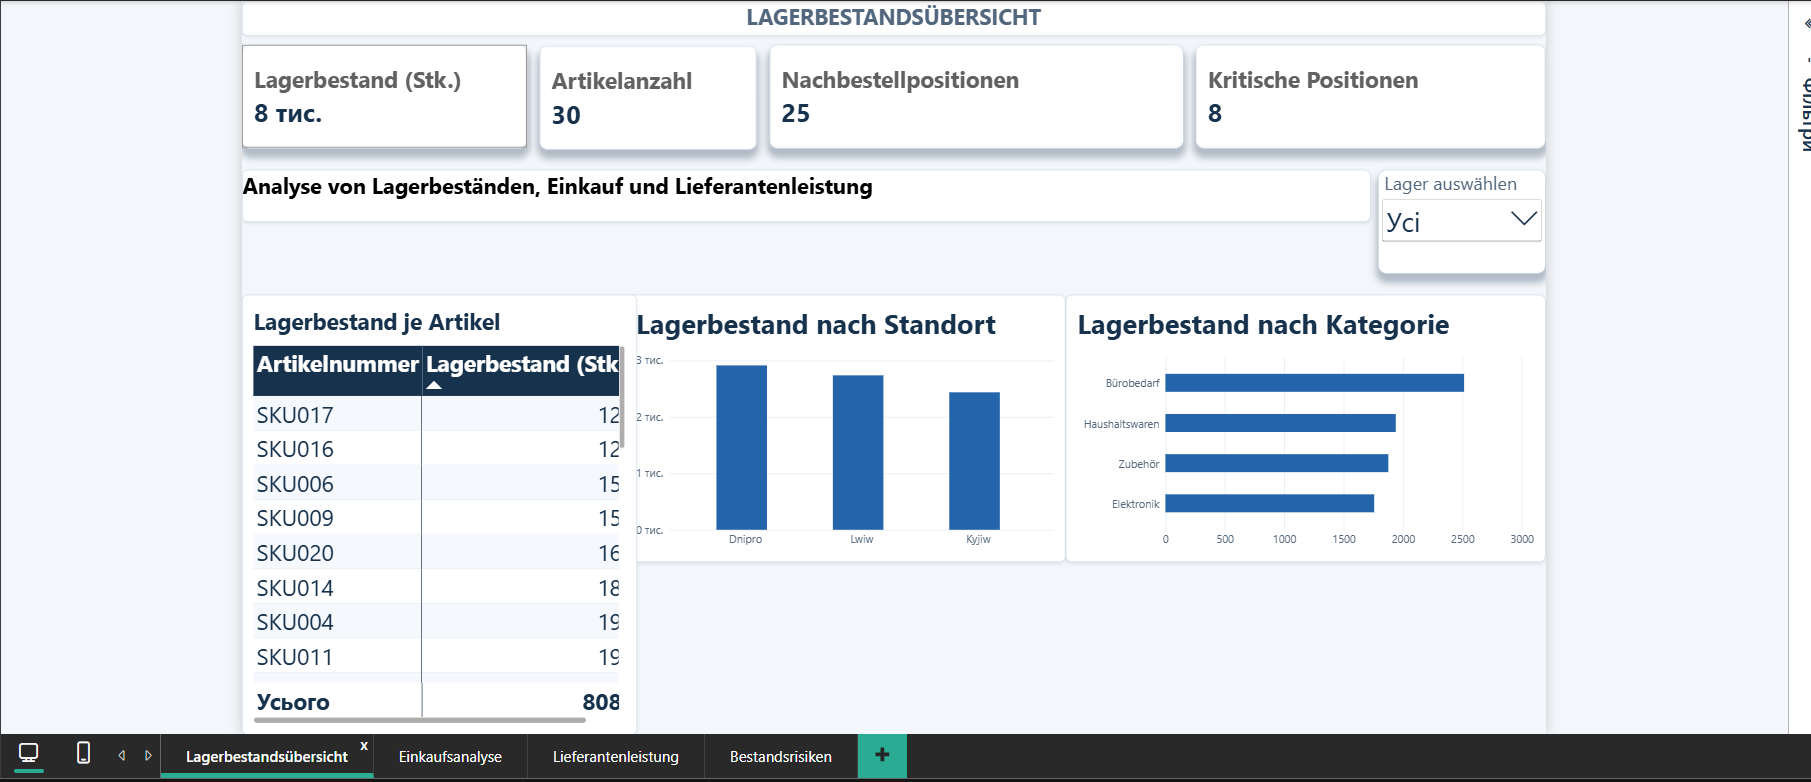 LAGERBESTANDSÜBERSICHT
Lagerbestand (Stk.)
8 тис.
Artikelanzahl
30
Nachbestellpositionen
25
Kritische Positionen
8
Фільтри
Analyse von Lagerbeständen, Einkauf und Lieferantenleistung
Lager auswählen
Усі
Lagerbestand je Artikel
Artikelnummer Lagerbestand (Stk
SKU017 12
SKU016 12
SKU006 15
SKU009 15
SKU020 16
SKU014 18
SKU004 19
SKU011 19
Усього 808
Lagerbestand nach Standort
3 тис.
2 тис.
1 тис.
0 тис.
Dnipro Lwiw Kyjiw
Lagerbestand nach Kategorie
Bürobedarf
Haushaltswaren
Zubehör
Elektronik
0 500 1000 1500 2000 2500 3000
Lagerbestandsübersicht x Einkaufsanalyse Lieferantenleistung Bestandsrisiken +